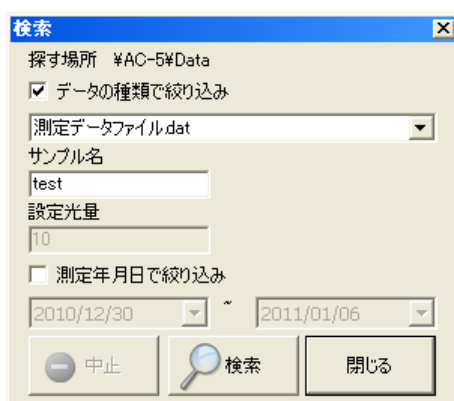 検索
探す場所 ¥AC-5¥Data
データの種類で絞り込み
測定データファイル.dat
サンプル名
test
設定光量
10
測定年月日で絞り込み
2010/12/30 ~ 2011/01/06
中止 検索 閉じる